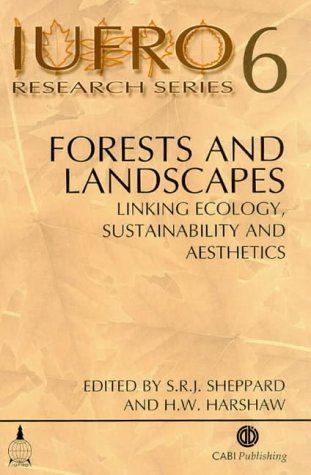 IUFRO 6
RESEARCH SERIES
FORESTS AND
LANDSCAPES
LINKING ECOLOGY,
SUSTAINABILITY AND
AESTHETICS
EDITED BY S.R.J. SHEPPARD
AND H.W. HARSHAW
IUFRO
CABI Publishing